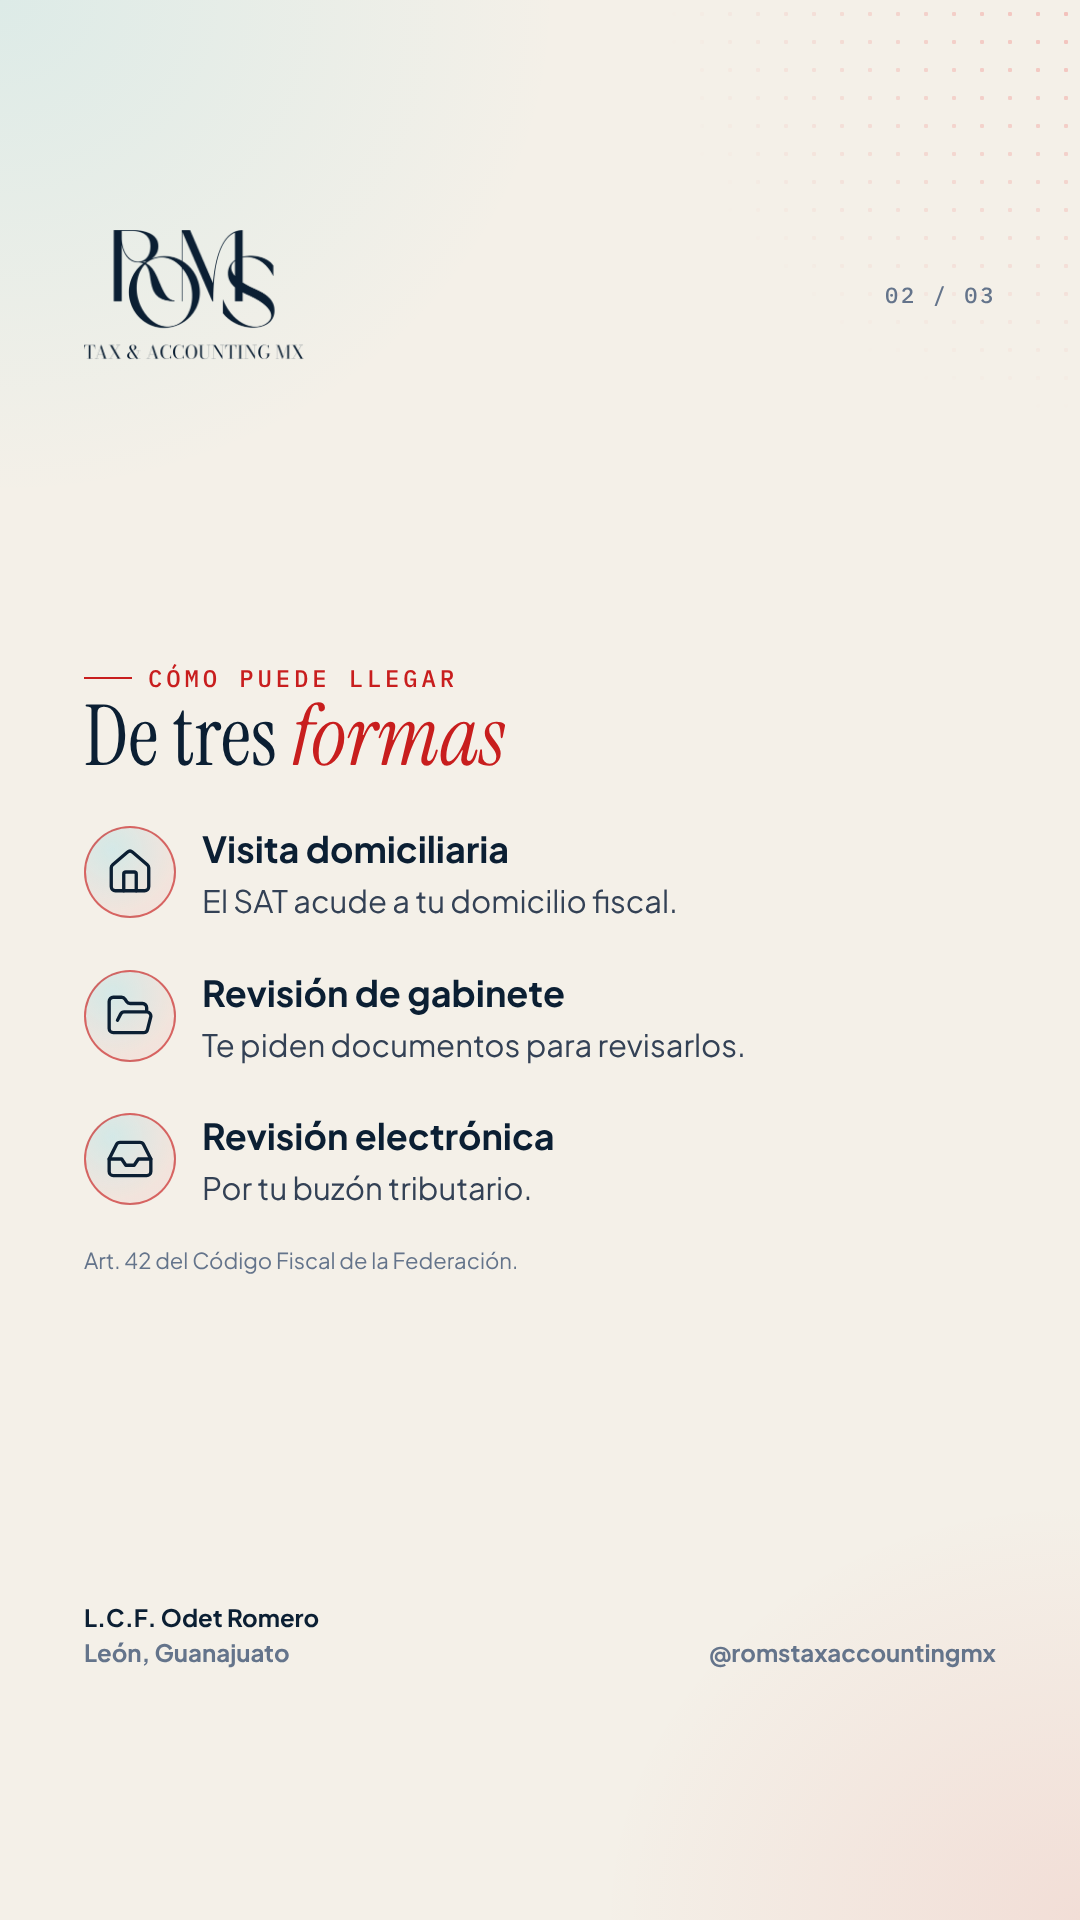 ROMS
TAX & ACCOUNTING MX
02 / 03
CÓMO PUEDE LLEGAR
De tres formas
Visita domiciliaria
El SAT acude a tu domicilio fiscal.
Revisión de gabinete
Te piden documentos para revisarlos.
Revisión electrónica
Por tu buzón tributario.
Art. 42 del Código Fiscal de la Federación.
L.C.F. Odet Romero
León, Guanajuato
@romstaxaccountingmx